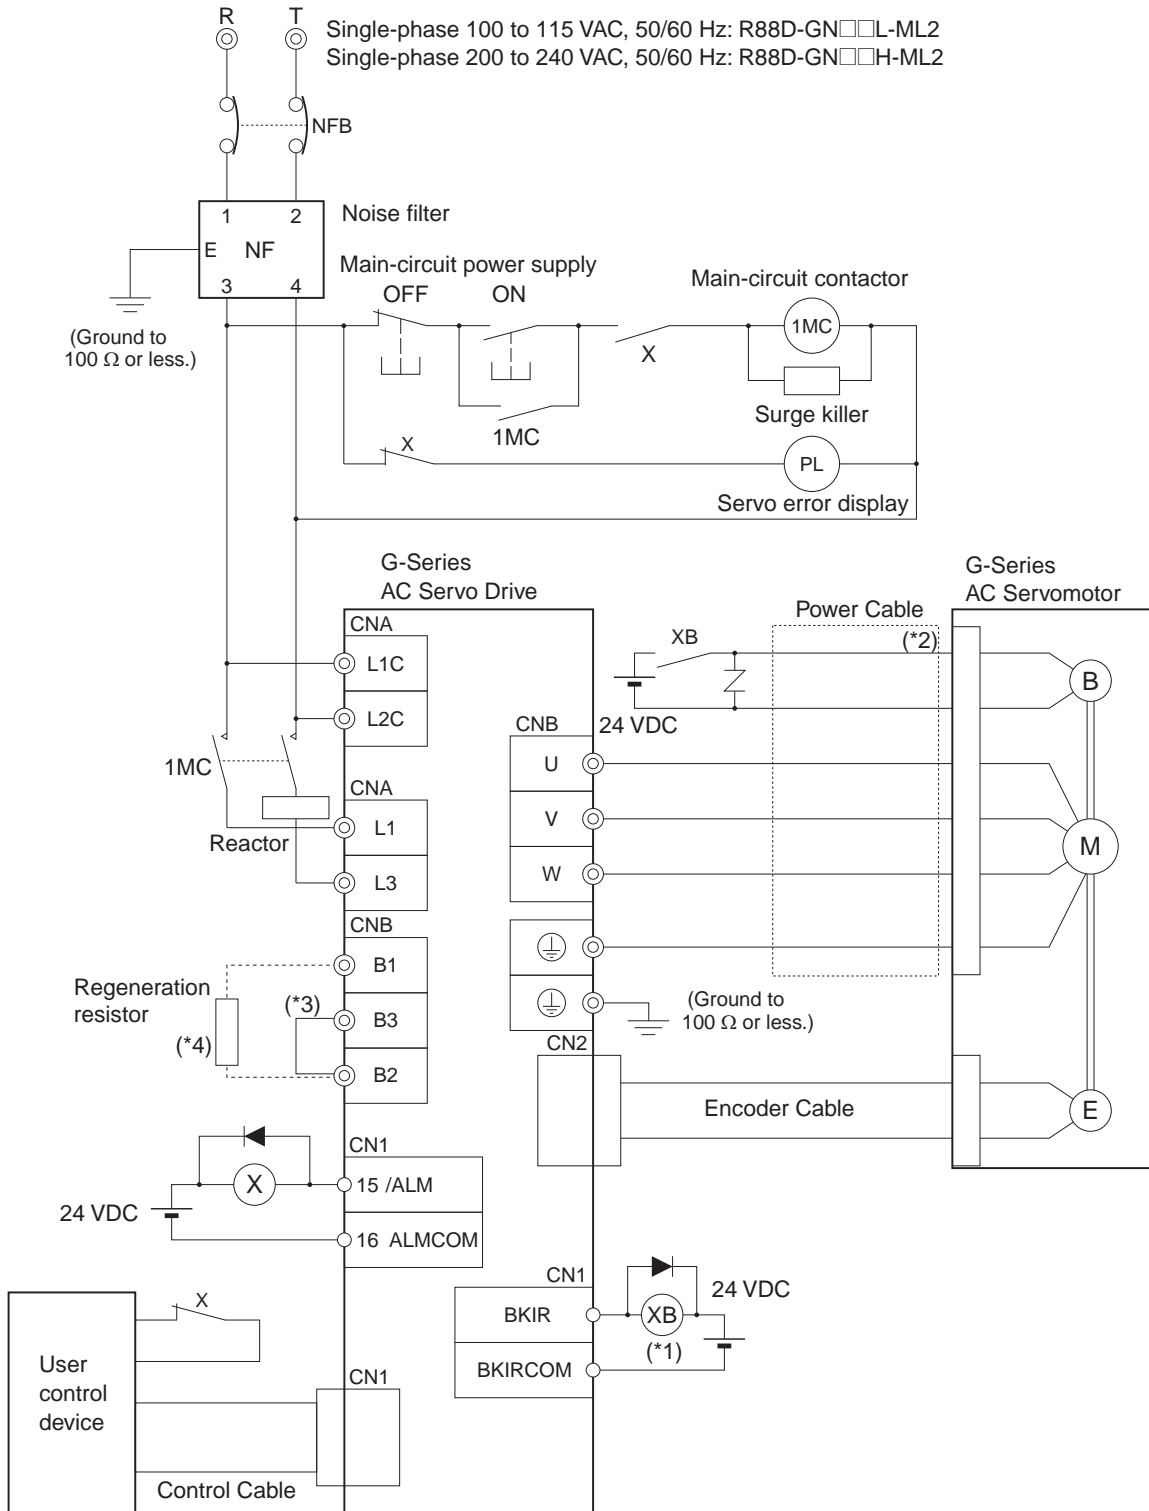 R T
Single-phase 100 to 115 VAC, 50/60 Hz: R88D-GN□□L-ML2
Single-phase 200 to 240 VAC, 50/60 Hz: R88D-GN□□H-ML2
NFB
1 2
Noise filter
E NF
3 4
(Ground to
100 Ω or less.)
Main-circuit power supply
OFF ON
Main-circuit contactor
1MC
X
Surge killer
1MC
X
PL
Servo error display
G-Series
AC Servo Drive
G-Series
AC Servomotor
CNA
L1C
L2C
Power Cable
XB
(*2)
B
24 VDC
CNB
U
V
W
M
1MC
Reactor
CNA
L1
L3
CNB
B1
B3
B2
Regeneration
resistor
(*3)
(*4)
(Ground to
100 Ω or less.)
CN2
Encoder Cable
E
CN1
X
15 /ALM
24 VDC
16 ALMCOM
CN1
24 VDC
BKIR
XB
(*1)
BKIRCOM
X
User
control
device
CN1
Control Cable